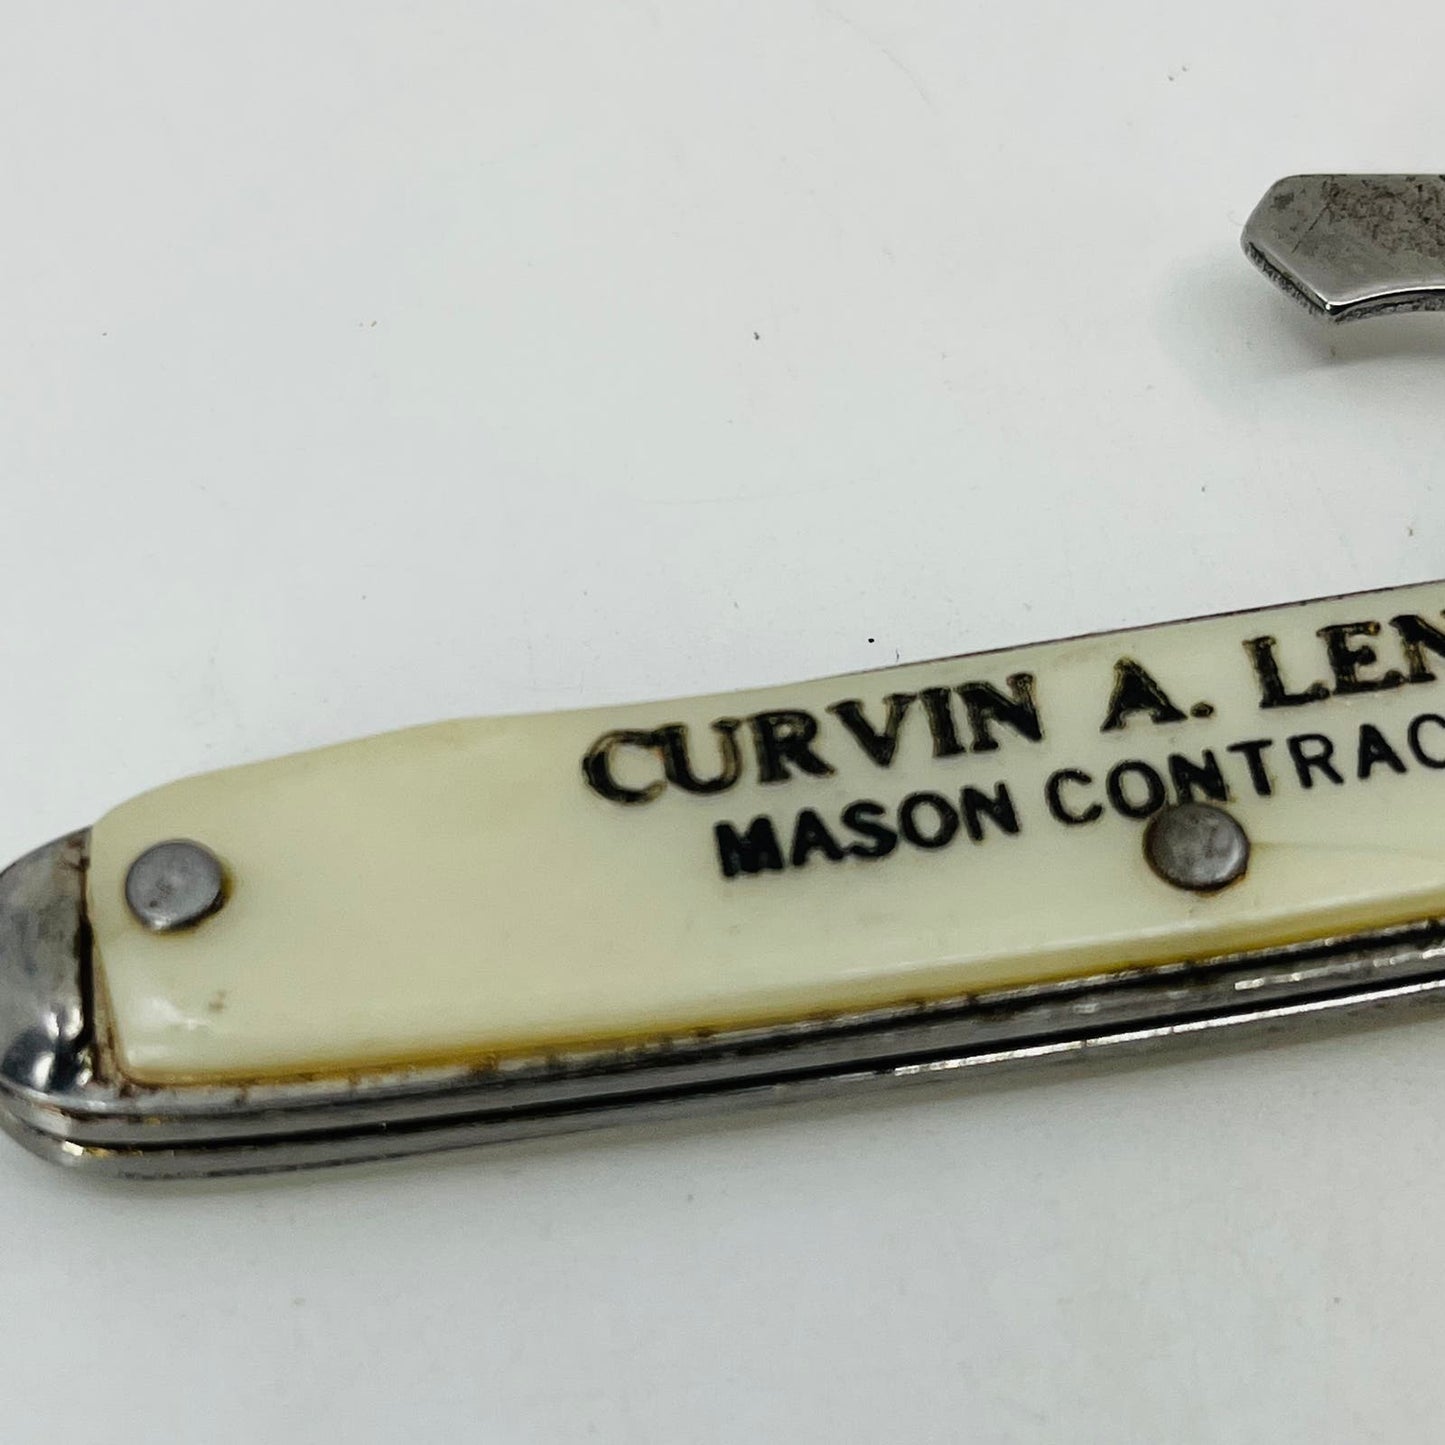 CURVIN A. LEN
MASON CONTRAC